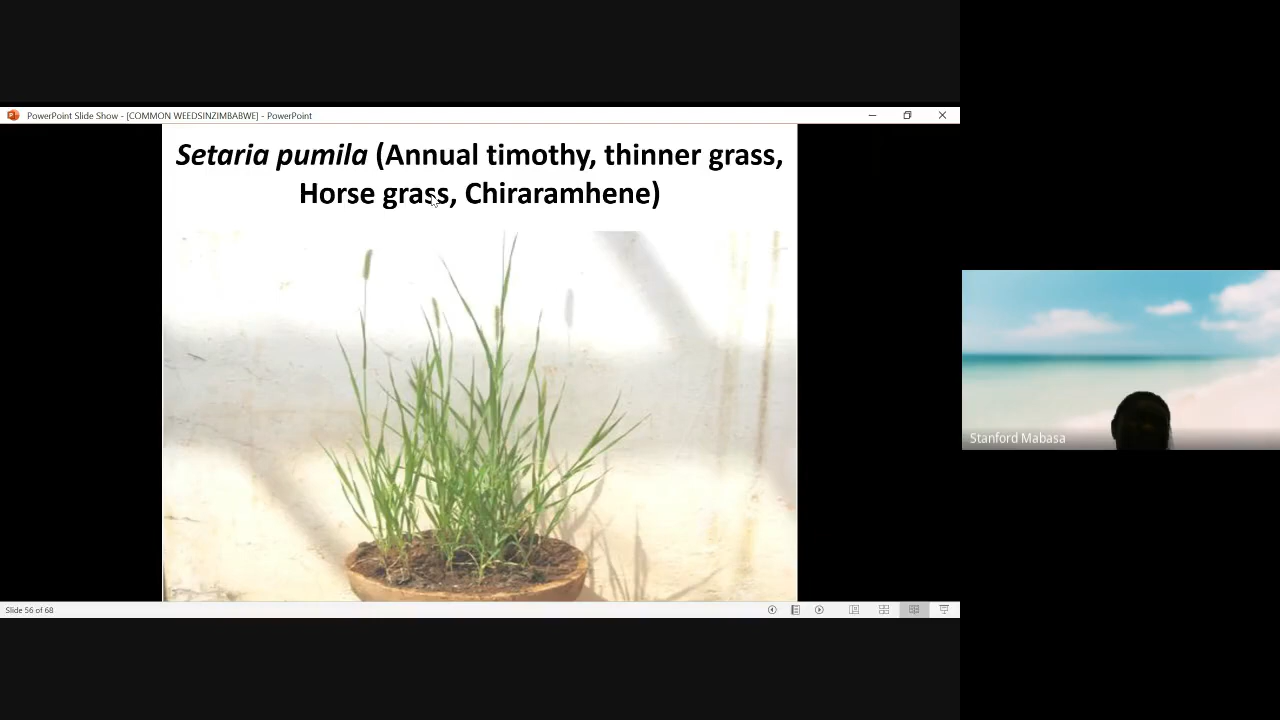 PowerPoint Slide Show - [COMMON WEEDSINZIMBABWE] - PowerPoint
Setaria pumila (Annual timothy, thinner grass,
Horse grass, Chiraramhene)
Stanford Mabasa
Slide 56 of 68